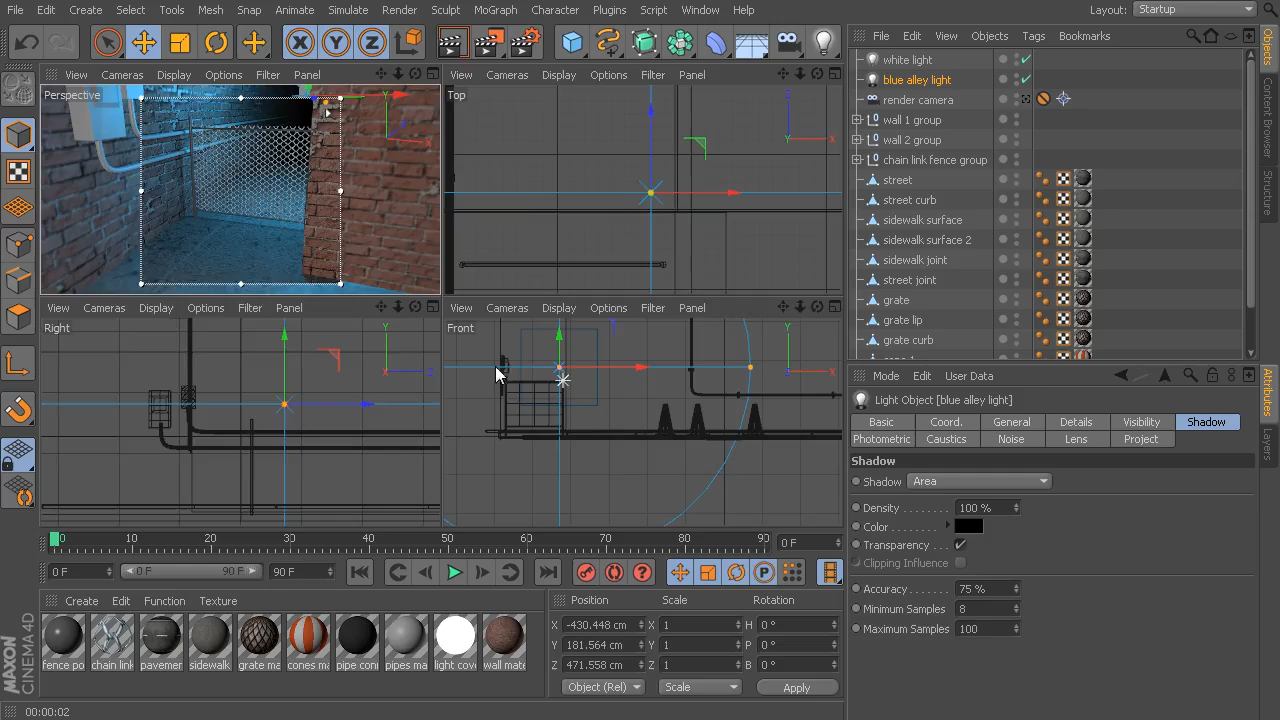 File Edit Create Select Tools Mesh Snap Animate Simulate Render Sculpt MoGraph Character Plugins Script Window Help Layout: Startup
File Edit View Objects Tags Bookmarks
View Cameras Display Options Filter Panel
View Cameras Display Options Filter Panel
Perspective
Top
X Y Z
white light
blue alley light
render camera
wall 1 group
wall 2 group
chain link fence group
street
street curb
sidewalk surface
sidewalk surface 2
sidewalk joint
street joint
grate
grate lip
grate curb
Objects
Content Browser
Structure
View Cameras Display Options Filter Panel
View Cameras Display Options Filter Panel
Right
Front
Mode Edit User Data
Light Object [blue alley light]
Basic Coord. General Details Visibility Shadow
Photometric Caustics Noise Lens Project
Shadow
Shadow Area
Density . . . . . . . . 100 %
Color . . . . . . . .
Transparency . . .
Clipping Influence
Accuracy . . . . . . . 75 %
Minimum Samples 8
Maximum Samples 100
Attributes
Layers
0 10 20 30 40 50 60 70 80 90 0 F
0 F 0 F 90 F 90 F
Create Edit Function Texture
fence po chain link pavemer sidewalk grate ma cones ma pipe coni pipes ma light cove wall mate
Position Scale Rotation
X -430.448 cm X 1 H 0 °
Y 181.564 cm Y 1 P 0 °
Z 471.558 cm Z 1 B 0 °
Object (Rel) Scale Apply
MAXON
CINEMA4D
00:00:02